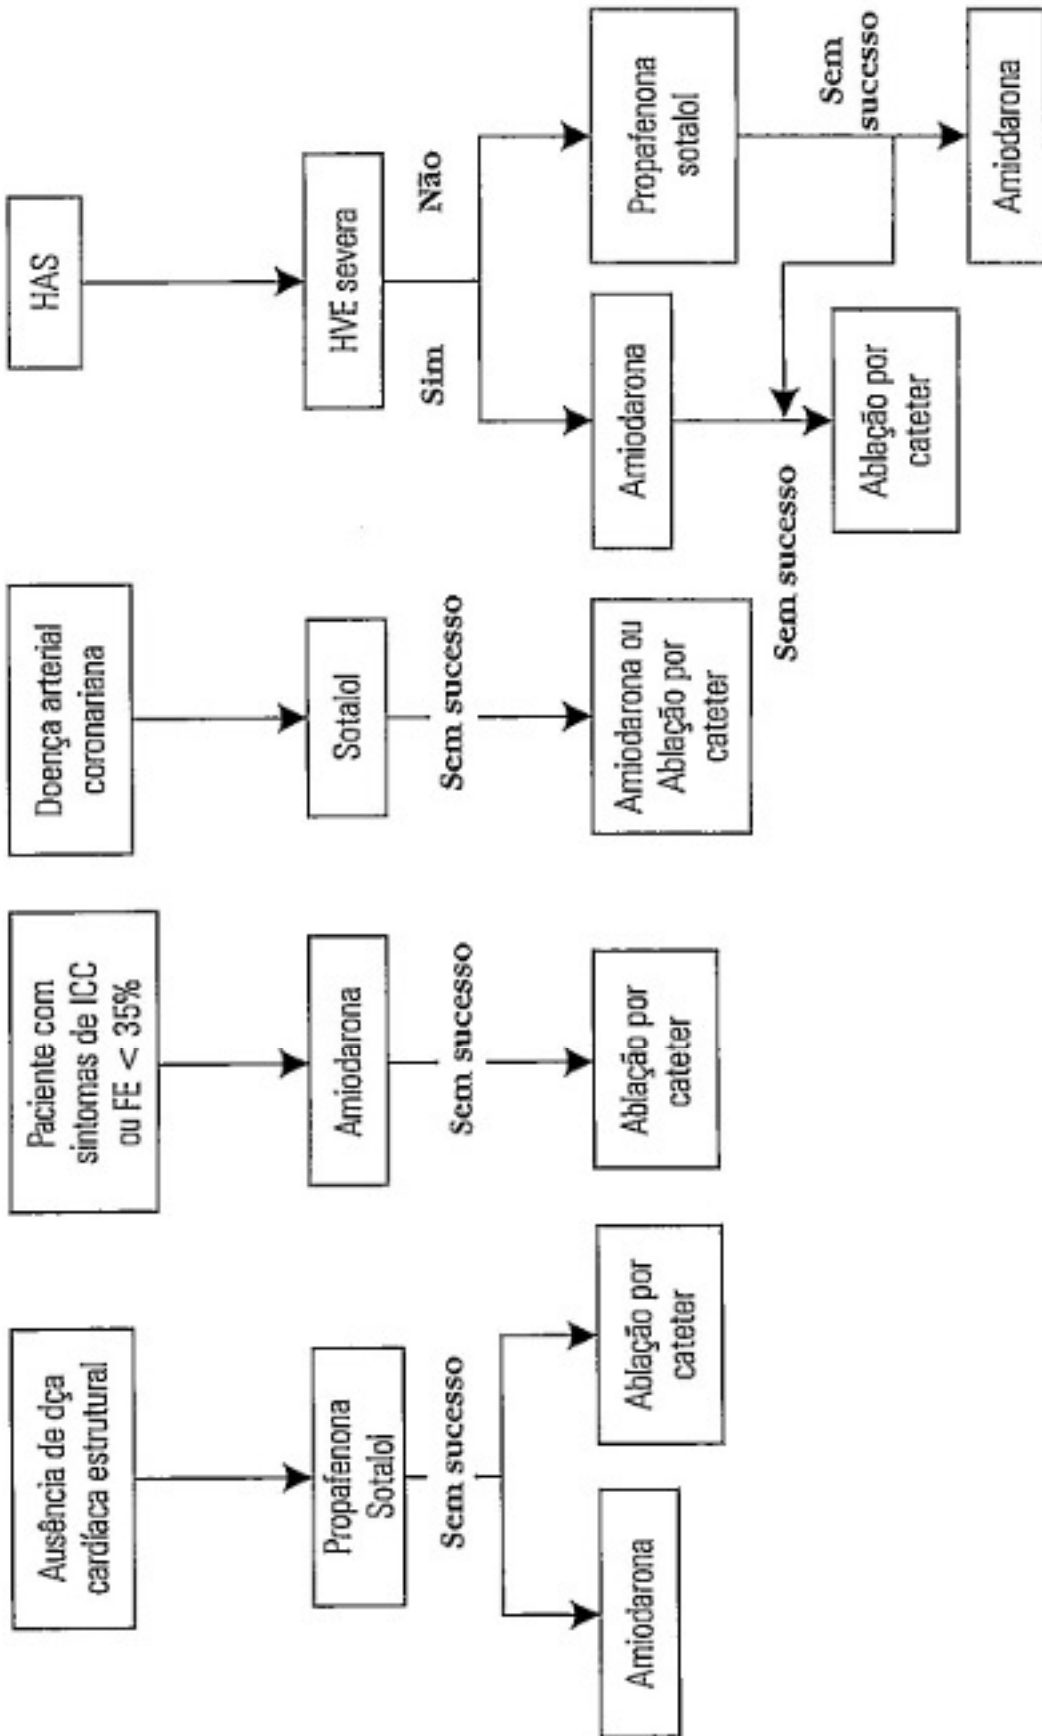 Ausência de dça
cardíaca estrutural
Propafenona
Sotalol
Sem sucesso
Amiodarona
Ablação por
cateter
Paciente com
sintomas de ICC
ou FE < 35%
Amiodarona
Sem sucesso
Ablação por
cateter
Doença arterial
coronariana
Sotalol
Sem sucesso
Amiodarona ou
Ablação por
cateter
HAS
HVE severa
Sim
Não
Amiodarona
Propafenona
sotalol
Sem sucesso
Sem
sucesso
Ablação por
cateter
Amiodarona